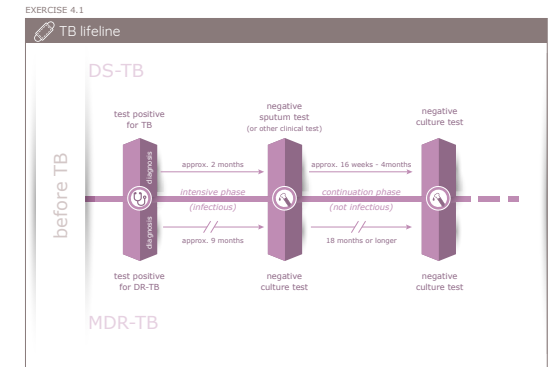 EXERCISE 4.1
TB lifeline
DS-TB
before TB
test positive
for TB
negative
sputum test
(or other clinical test)
negative
culture test
diagnosis
approx. 2 months
approx. 16 weeks - 4months
intensive phase
(infectious)
continuation phase
(not infectious)
diagnosis
approx. 9 months
18 months or longer
test positive
for DR-TB
negative
culture test
negative
culture test
MDR-TB